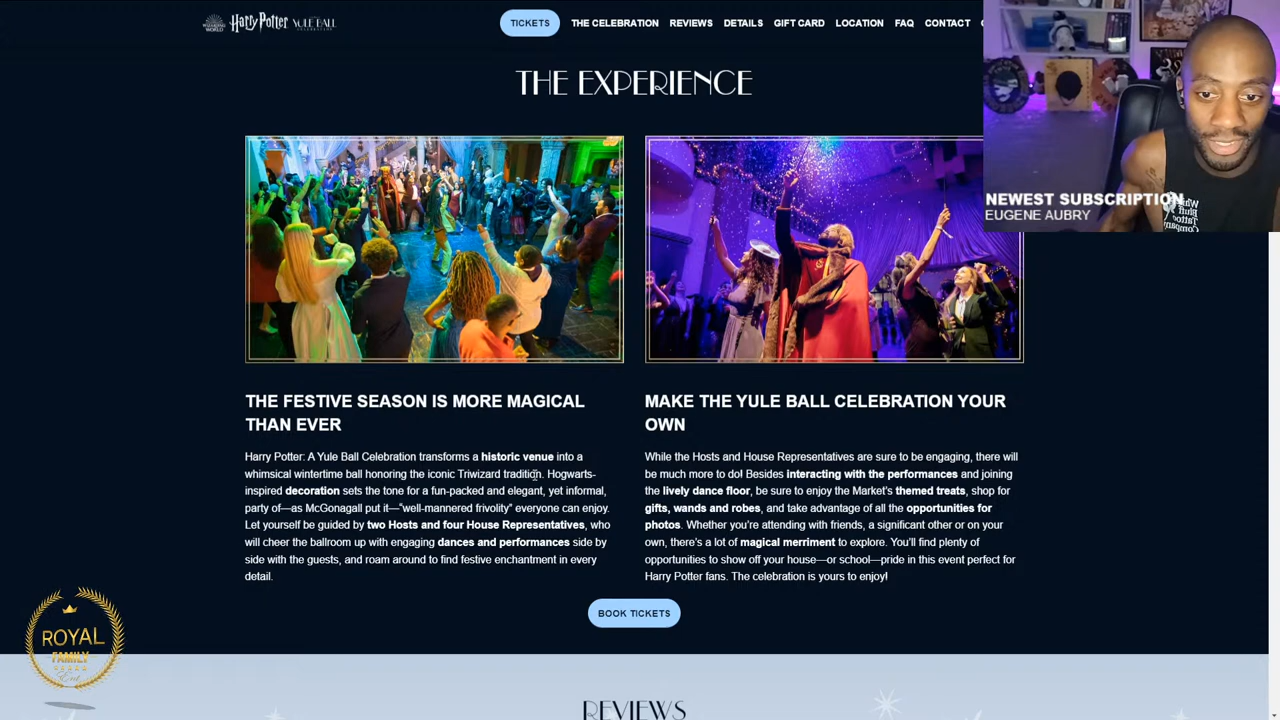 Harry Potter
YULE BALL
CELEBRATION
TICKETS
THE CELEBRATION
REVIEWS
DETAILS
GIFT CARD
LOCATION
FAQ
CONTACT
THE EXPERIENCE
NEWEST SUBSCRIPTION
EUGENE AUBRY
White
Bluff
Tattoo
Company
THE FESTIVE SEASON IS MORE MAGICAL
THAN EVER
Harry Potter: A Yule Ball Celebration transforms a historic venue into a
whimsical wintertime ball honoring the iconic Triwizard tradition. Hogwarts-
inspired decoration sets the tone for a fun-packed and elegant, yet informal,
party of—as McGonagall put it—“well-mannered frivolity” everyone can enjoy.
Let yourself be guided by two Hosts and four House Representatives, who
will cheer the ballroom up with engaging dances and performances side by
side with the guests, and roam around to find festive enchantment in every
detail.
MAKE THE YULE BALL CELEBRATION YOUR
OWN
While the Hosts and House Representatives are sure to be engaging, there will
be much more to do! Besides interacting with the performances and joining
the lively dance floor, be sure to enjoy the Market's themed treats, shop for
gifts, wands and robes, and take advantage of all the opportunities for
photos. Whether you're attending with friends, a significant other or on your
own, there's a lot of magical merriment to explore. You'll find plenty of
opportunities to show off your house—or school—pride in this event perfect for
Harry Potter fans. The celebration is yours to enjoy!
BOOK TICKETS
ROYAL
FAMILY
Ent
REVIEWS